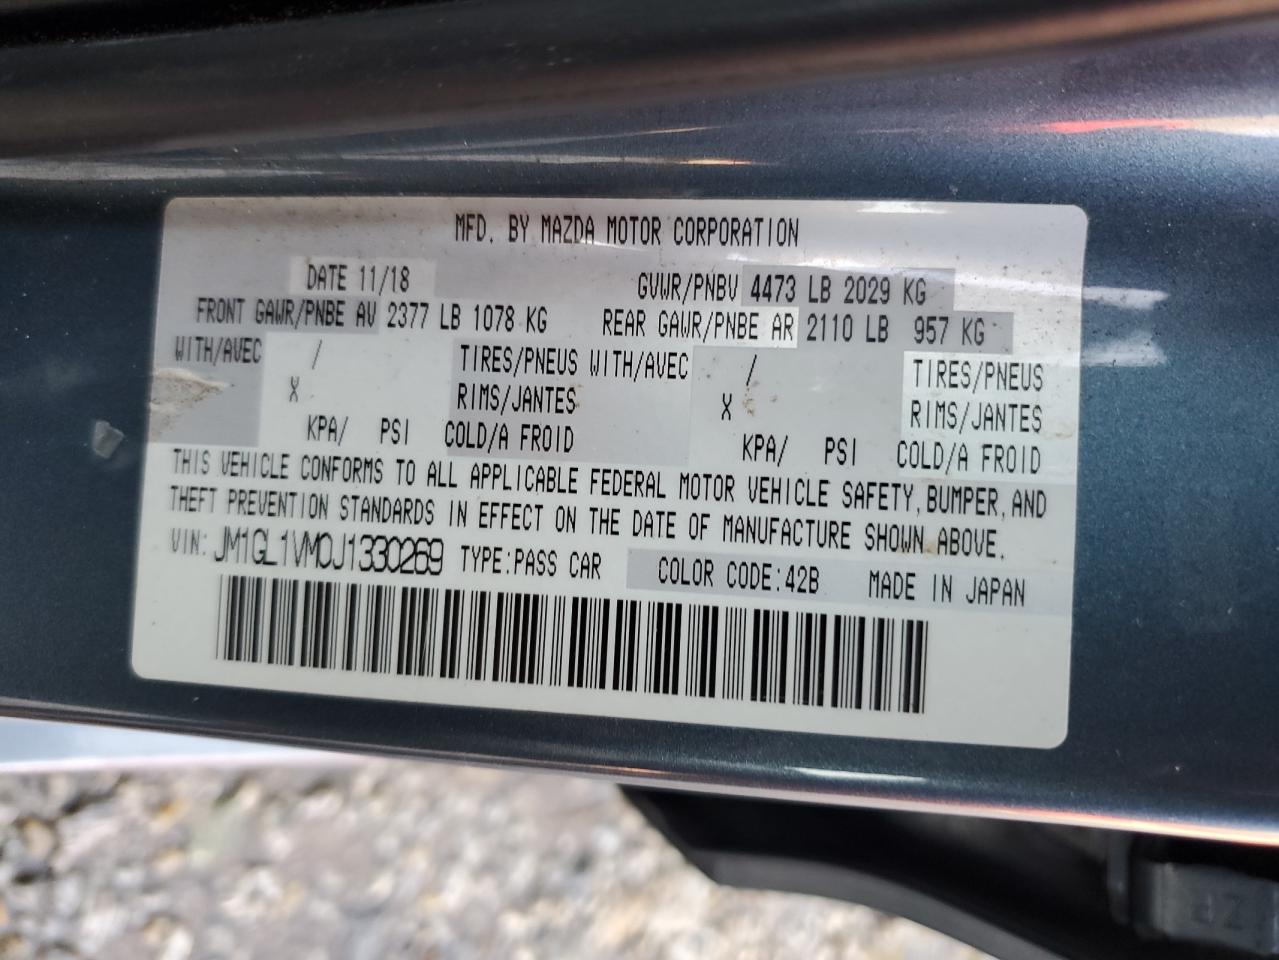 MFD. BY MAZDA MOTOR CORPORATION
DATE 11/18 GVWR/PNBV 4473 LB 2029 KG
FRONT GAWR/PNBE AV 2377 LB 1078 KG REAR GAWR/PNBE AR 2110 LB 957 KG
WITH/AVEC / TIRES/PNEUS WITH/AVEC / TIRES/PNEUS
X RIMS/JANTES X RIMS/JANTES
KPA/ PSI COLD/A FROID KPA/ PSI COLD/A FROID
THIS VEHICLE CONFORMS TO ALL APPLICABLE FEDERAL MOTOR VEHICLE SAFETY, BUMPER, AND
THEFT PREVENTION STANDARDS IN EFFECT ON THE DATE OF MANUFACTURE SHOWN ABOVE.
VIN: JM1GL1VM0J1330269 TYPE:PASS CAR COLOR CODE:42B MADE IN JAPAN